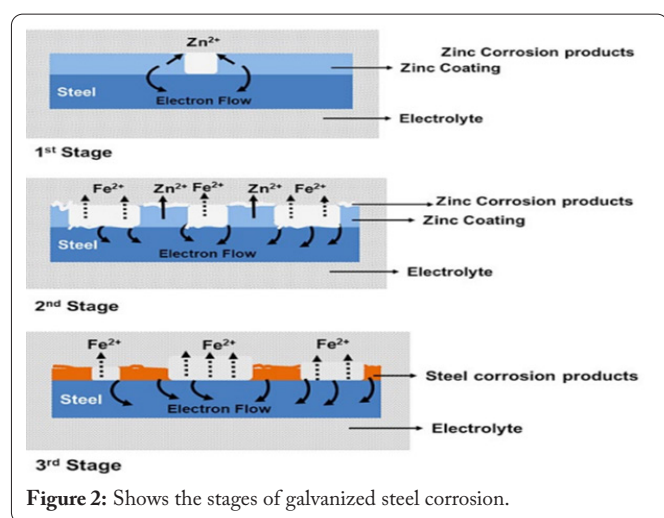 Zn²⁺
Zinc Corrosion products
Zinc Coating
Steel
Electron Flow
Electrolyte
1st Stage
Fe²⁺ Zn²⁺ Fe²⁺ Zn²⁺ Fe²⁺
Zinc Corrosion products
Zinc Coating
Steel
Electron Flow
Electrolyte
2nd Stage
Fe²⁺ Fe²⁺ Fe²⁺
Steel corrosion products
Steel
Electron Flow
Electrolyte
3rd Stage
Figure 2: Shows the stages of galvanized steel corrosion.